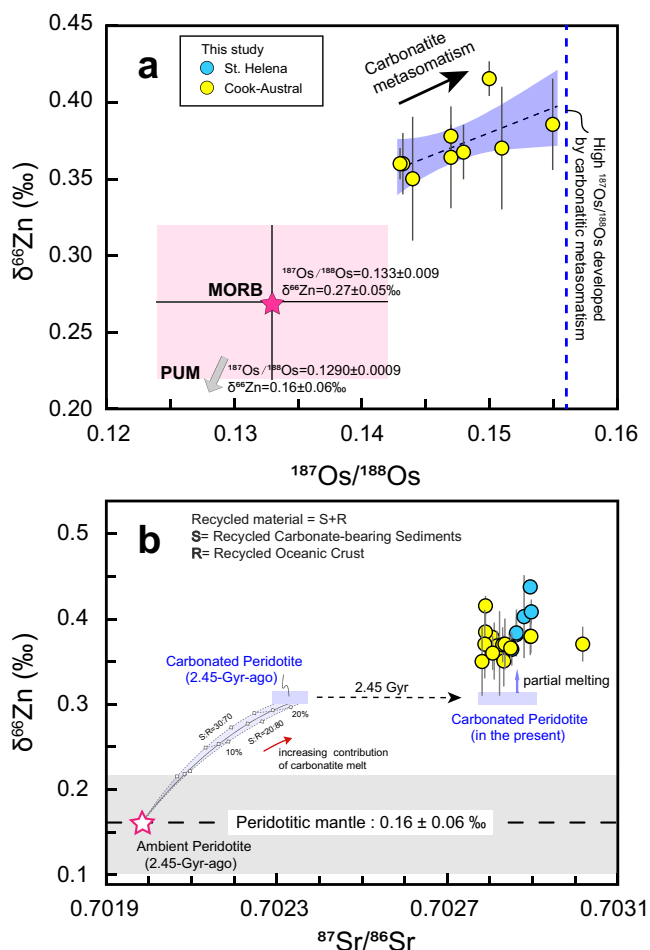 0.45
0.40
0.35
0.30
0.25
0.20
δ⁶⁶Zn (‰)
a
This study
St. Helena
Cook-Austral
Carbonatite
metasomatism
High ¹⁸⁷Os/¹⁸⁸Os developed
by carbonatitic metasomatism
MORB
¹⁸⁷Os/¹⁸⁸Os=0.133±0.009
δ⁶⁶Zn=0.27±0.05‰
PUM
¹⁸⁷Os/¹⁸⁸Os=0.1290±0.0009
δ⁶⁶Zn=0.16±0.06‰
0.12 0.13 0.14 0.15 0.16
¹⁸⁷Os/¹⁸⁸Os
0.5
0.4
0.3
0.2
0.1
δ⁶⁶Zn (‰)
b
Recycled material = S+R
S= Recycled Carbonate-bearing Sediments
R= Recycled Oceanic Crust
Carbonated Peridotite
(2.45-Gyr-ago)
2.45 Gyr
partial melting
Carbonated Peridotite
(in the present)
S:R=30:70
S:R=20:80
20%
10%
increasing contribution
of carbonatite melt
Peridotitic mantle : 0.16 ± 0.06 ‰
Ambient Peridotite
(2.45-Gyr-ago)
0.7019 0.7023 0.7027 0.7031
⁸⁷Sr/⁸⁶Sr